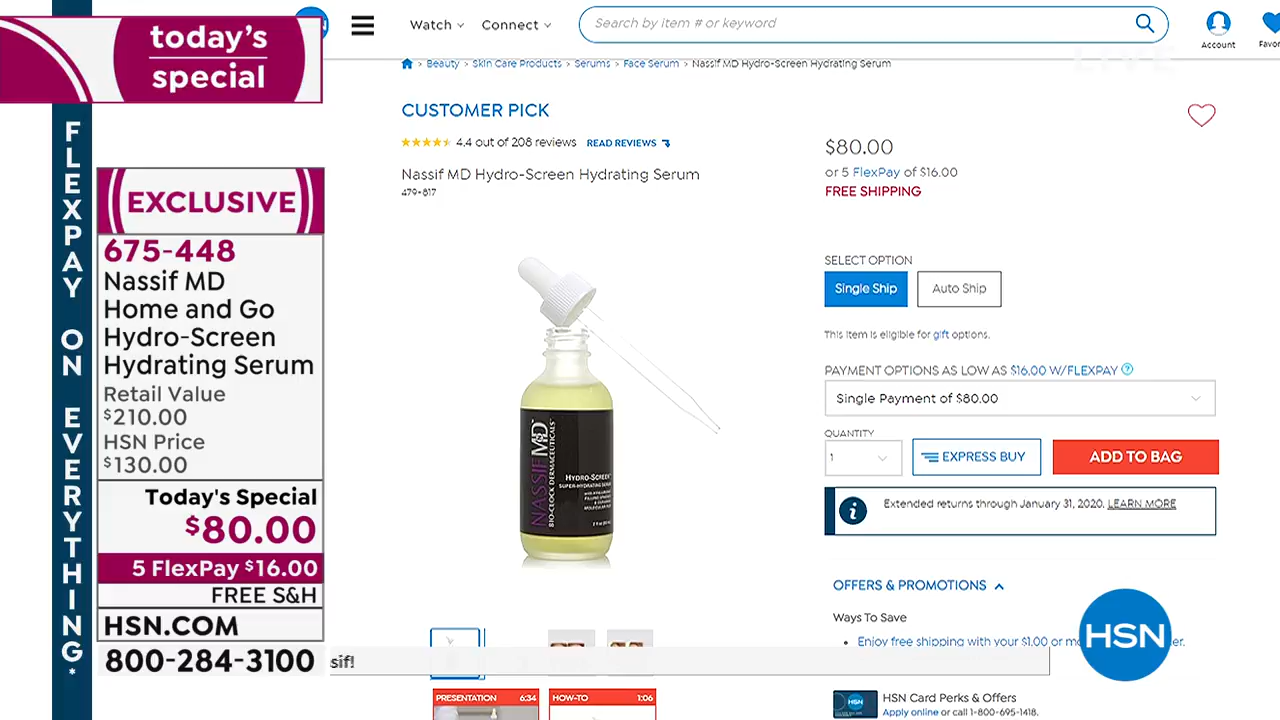 today's
special
FLEXPAY ON EVERYTHING.*
EXCLUSIVE
675-448
Nassif MD
Home and Go
Hydro-Screen
Hydrating Serum
Retail Value
$210.00
HSN Price
$130.00
Today's Special
$80.00
5 FlexPay $16.00
FREE S&H
HSN.COM
800-284-3100
sif!
Watch
Connect
Search by item # or keyword
Account
Favor
LIVE
Beauty > Skin Care Products > Serums > Face Serum > Nassif MD Hydro-Screen Hydrating Serum
CUSTOMER PICK
4.4 out of 208 reviews READ REVIEWS
Nassif MD Hydro-Screen Hydrating Serum
479-817
NASSIFMD
BIO-CLOCK DERMACEUTICALS
HYDRO-SCREEN
SUPER-HYDRATING SERUM
PRESENTATION 6:34
HOW-TO 1:06
$80.00
or 5 FlexPay of $16.00
FREE SHIPPING
SELECT OPTION
Single Ship
Auto Ship
This item is eligible for gift options.
PAYMENT OPTIONS AS LOW AS $16.00 W/FLEXPAY ?
Single Payment of $80.00
QUANTITY
1
EXPRESS BUY
ADD TO BAG
Extended returns through January 31, 2020. LEARN MORE
OFFERS & PROMOTIONS
Ways To Save
Enjoy free shipping with your $1.00 or mo
er.
HSN
HSN Card Perks & Offers
Apply online or call 1-800-695-1418.